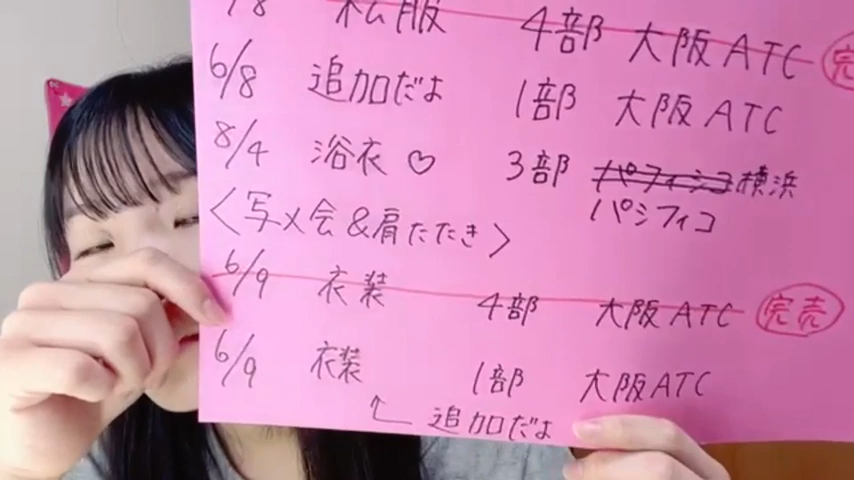 /8 私服 4部 大阪ATC 完
6/8 追加だよ 1部 大阪ATC
8/4 浴衣♡ 3部 パフィシコ横浜
パシフィコ
<写メ会&肩たたき>
6/9 衣装 4部 大阪ATC 完売
6/9 衣装 1部 大阪ATC
追加だよ